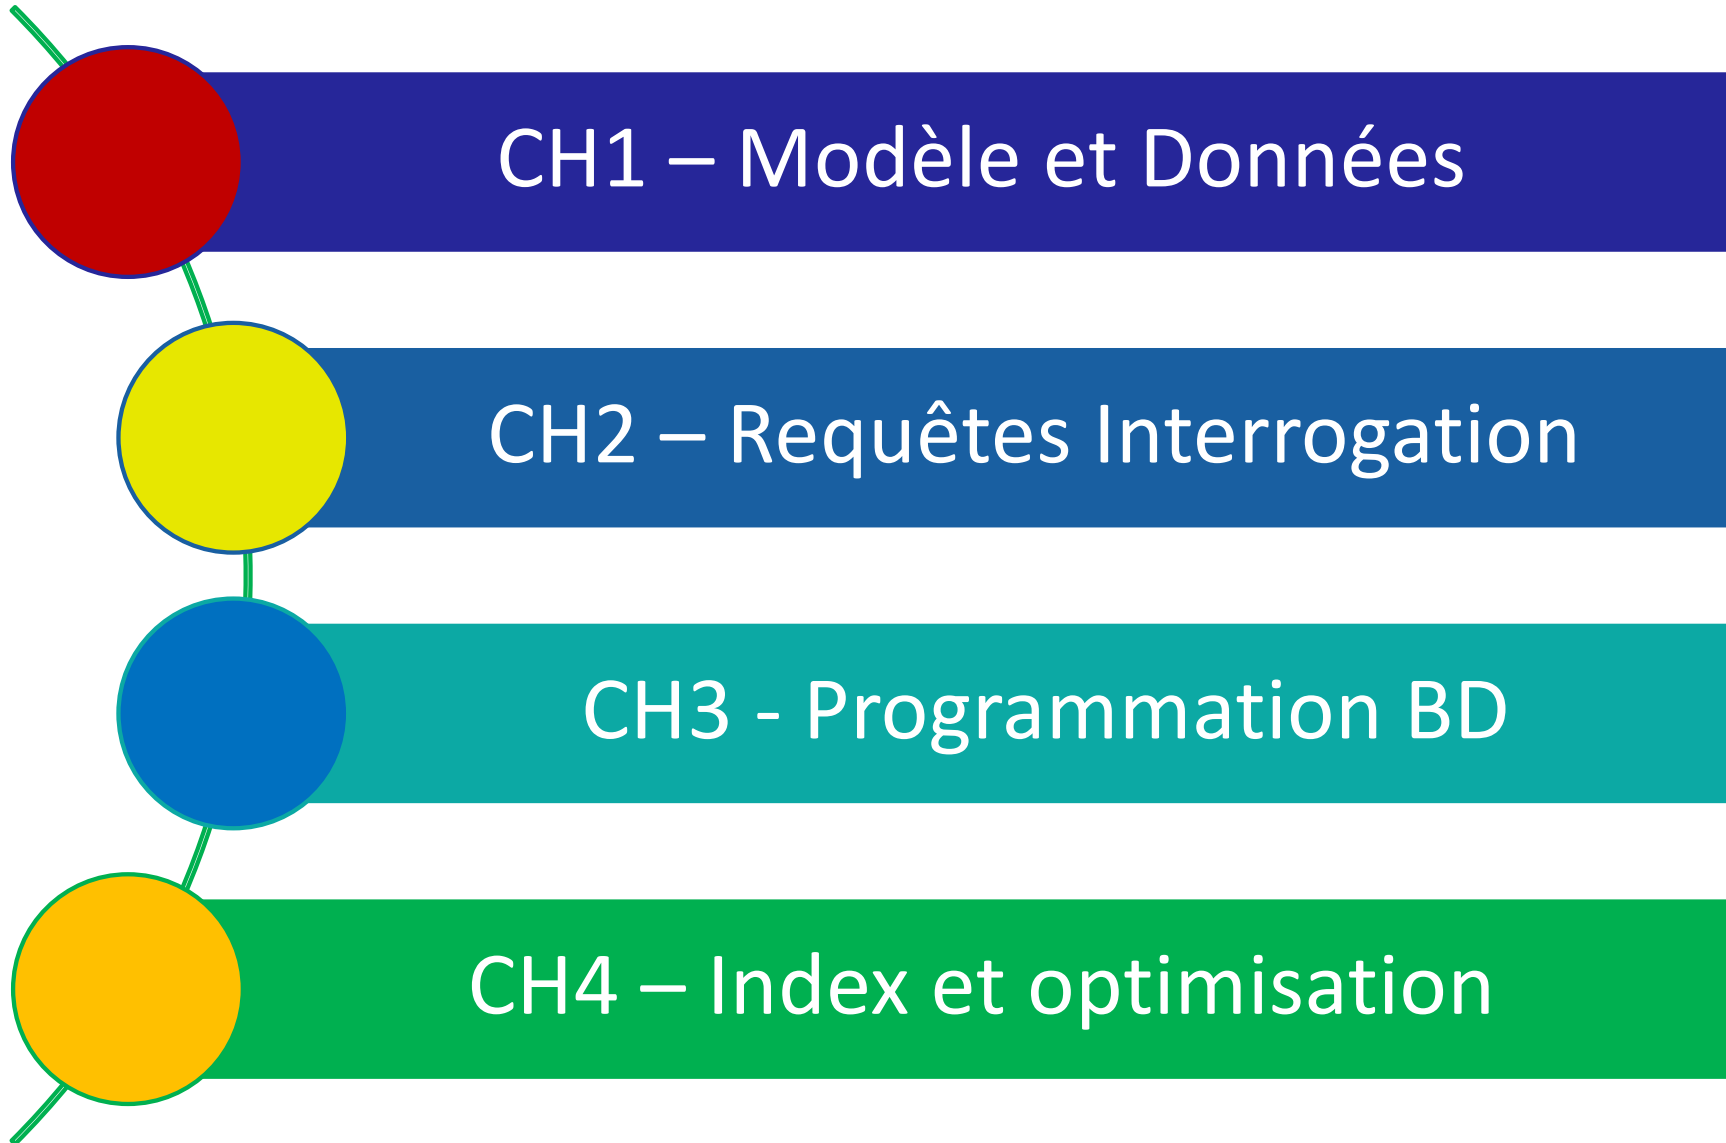 CH1 – Modèle et Données
CH2 – Requêtes Interrogation
CH3 - Programmation BD
CH4 – Index et optimisation